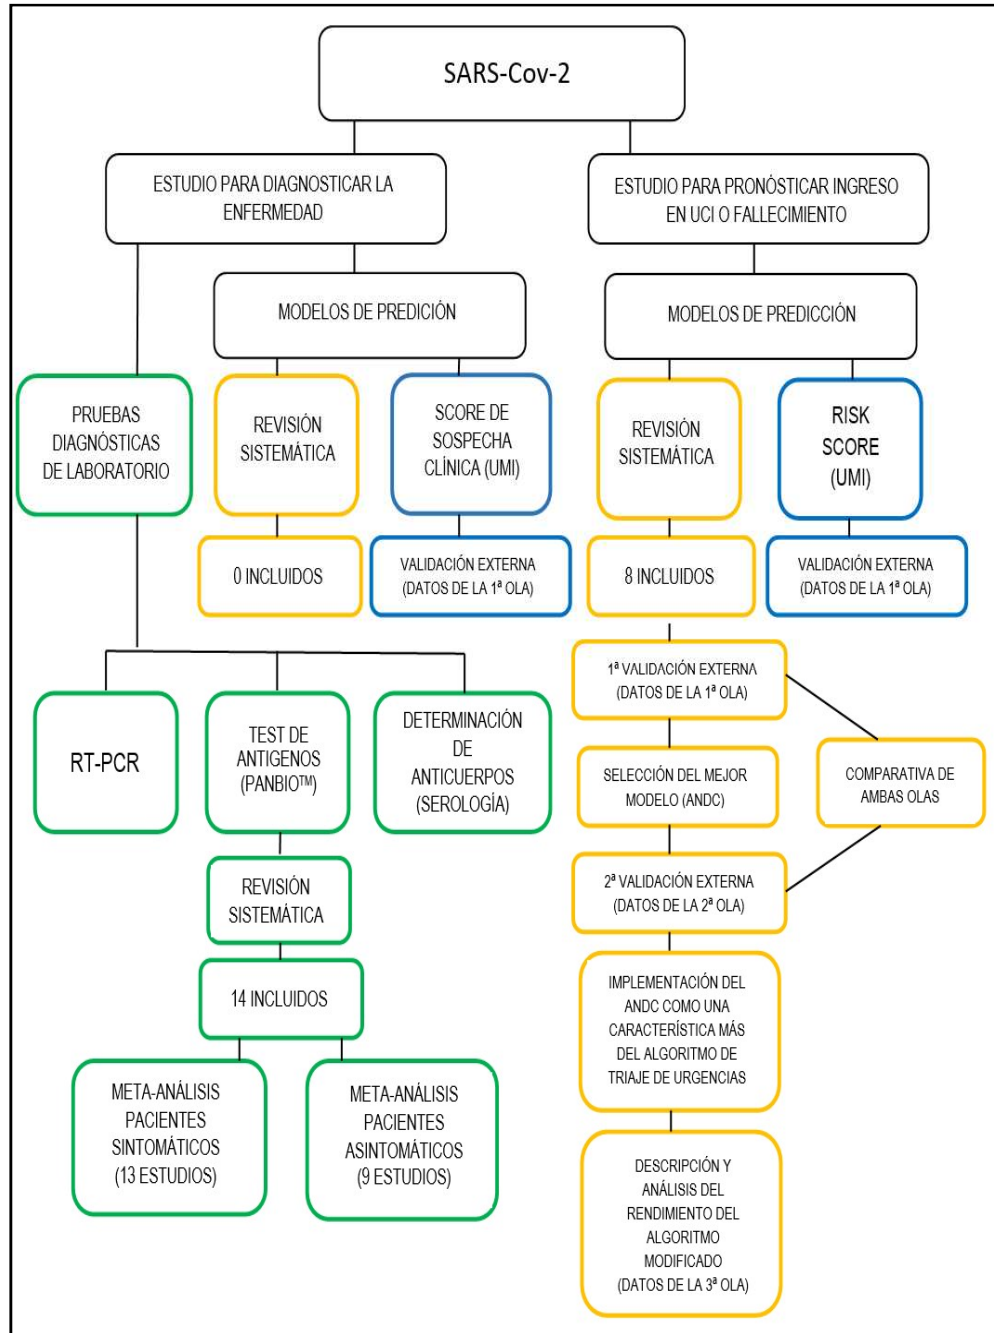 SARS-Cov-2
ESTUDIO PARA DIAGNOSTICAR LA
ENFERMEDAD
ESTUDIO PARA PRONÓSTICAR INGRESO
EN UCI O FALLECIMIENTO
MODELOS DE PREDICIÓN
MODELOS DE PREDICCIÓN
PRUEBAS
DIAGNÓSTICAS
DE LABORATORIO
REVISIÓN
SISTEMÁTICA
SCORE DE
SOSPECHA
CLÍNICA (UMI)
REVISIÓN
SISTEMÁTICA
RISK
SCORE
(UMI)
0 INCLUIDOS
VALIDACIÓN EXTERNA
(DATOS DE LA 1ª OLA)
8 INCLUIDOS
VALIDACIÓN EXTERNA
(DATOS DE LA 1ª OLA)
RT-PCR
TEST DE
ANTIGENOS
(PANBIO™)
DETERMINACIÓN
DE
ANTICUERPOS
(SEROLOGÍA)
1ª VALIDACIÓN EXTERNA
(DATOS DE LA 1ª OLA)
SELECCIÓN DEL MEJOR
MODELO (ANDC)
COMPARATIVA DE
AMBAS OLAS
2ª VALIDACIÓN EXTERNA
(DATOS DE LA 2ª OLA)
REVISIÓN
SISTEMÁTICA
14 INCLUIDOS
META-ANÁLISIS
PACIENTES
SINTOMÁTICOS
(13 ESTUDIOS)
META-ANÁLISIS
PACIENTES
ASINTOMÁTICOS
(9 ESTUDIOS)
IMPLEMENTACIÓN DEL
ANDC COMO UNA
CARACTERÍSTICA MÁS
DEL ALGORITMO DE
TRIAJE DE URGENCIAS
DESCRIPCIÓN Y
ANÁLISIS DEL
RENDIMIENTO DEL
ALGORITMO
MODIFICADO
(DATOS DE LA 3ª OLA)